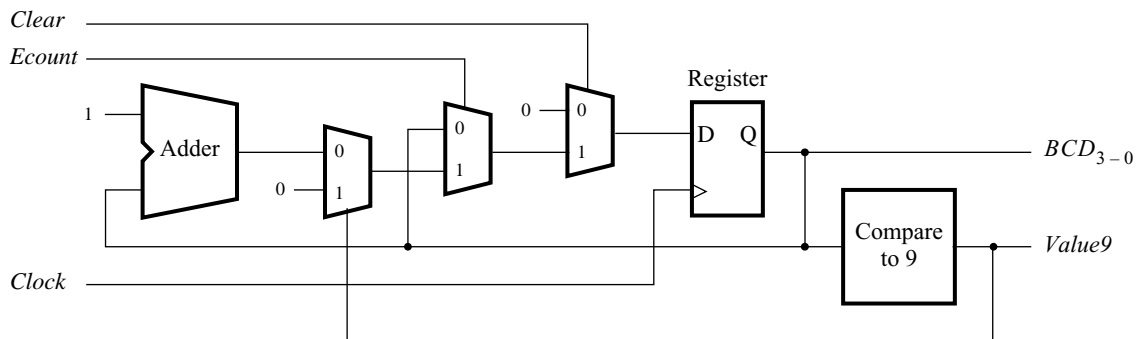 Clear
Ecount
Register
1
Adder
0
0
1
0
1
0
0
1
0
D Q
BCD3–0
Compare
to 9
Value9
Clock